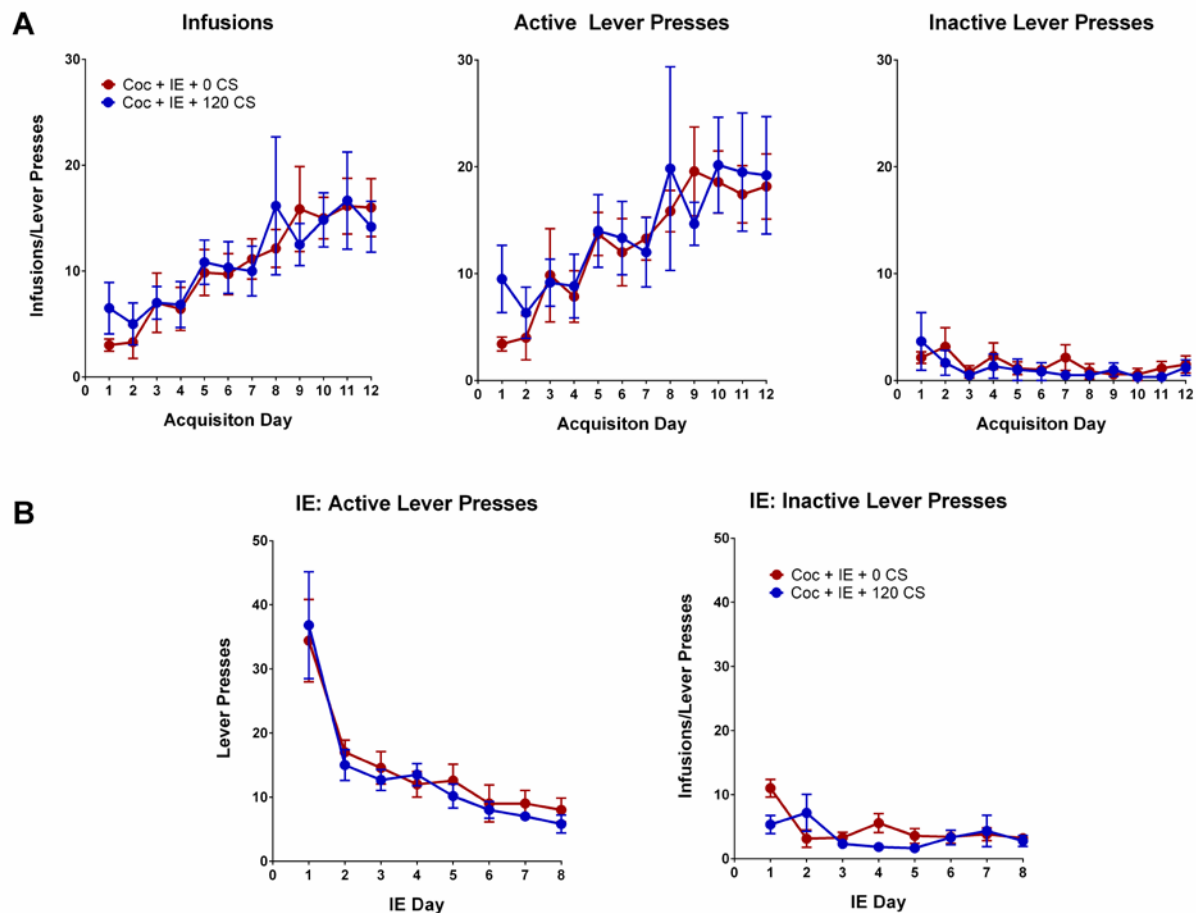 A
Infusions
Active Lever Presses
Inactive Lever Presses
Infusions/Lever Presses
30
20
10
0
Coc + IE + 0 CS
Coc + IE + 120 CS
0 1 2 3 4 5 6 7 8 9 10 11 12
Acquisiton Day
30
20
10
0
0 1 2 3 4 5 6 7 8 9 10 11 12
Acquisiton Day
30
20
10
0
0 1 2 3 4 5 6 7 8 9 10 11 12
Acquisiton Day
B
IE: Active Lever Presses
Lever Presses
50
40
30
20
10
0
0 1 2 3 4 5 6 7 8
IE Day
IE: Inactive Lever Presses
Infusions/Lever Presses
50
40
30
20
10
0
Coc + IE + 0 CS
Coc + IE + 120 CS
0 1 2 3 4 5 6 7 8
IE Day